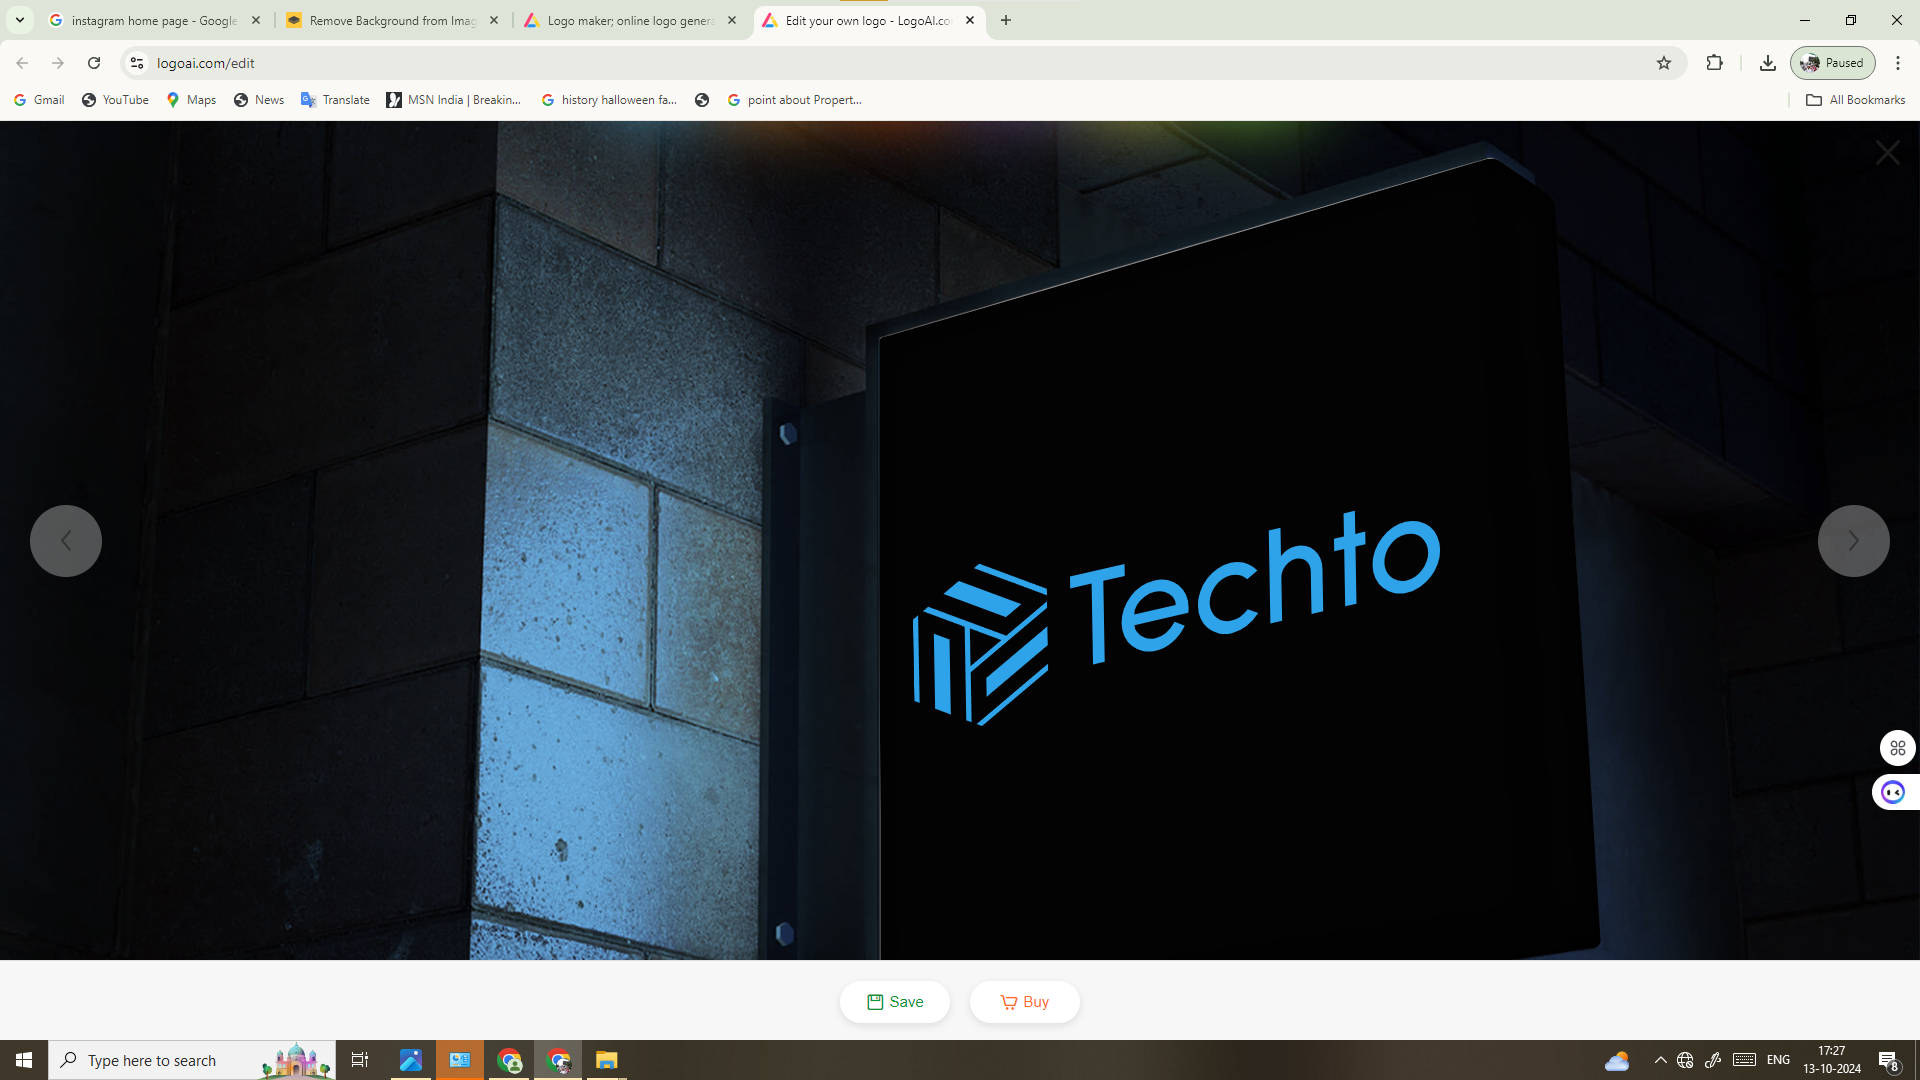 instagram home page - Google
Remove Background from Imag
Logo maker; online logo genera
Edit your own logo - LogoAI.co
logoai.com/edit
Paused
Gmail
YouTube
Maps
News
Translate
MSN India | Breakin...
history halloween fa...
point about Propert...
All Bookmarks
Techto
Save
Buy
Type here to search
ENG
17:27
13-10-2024
8